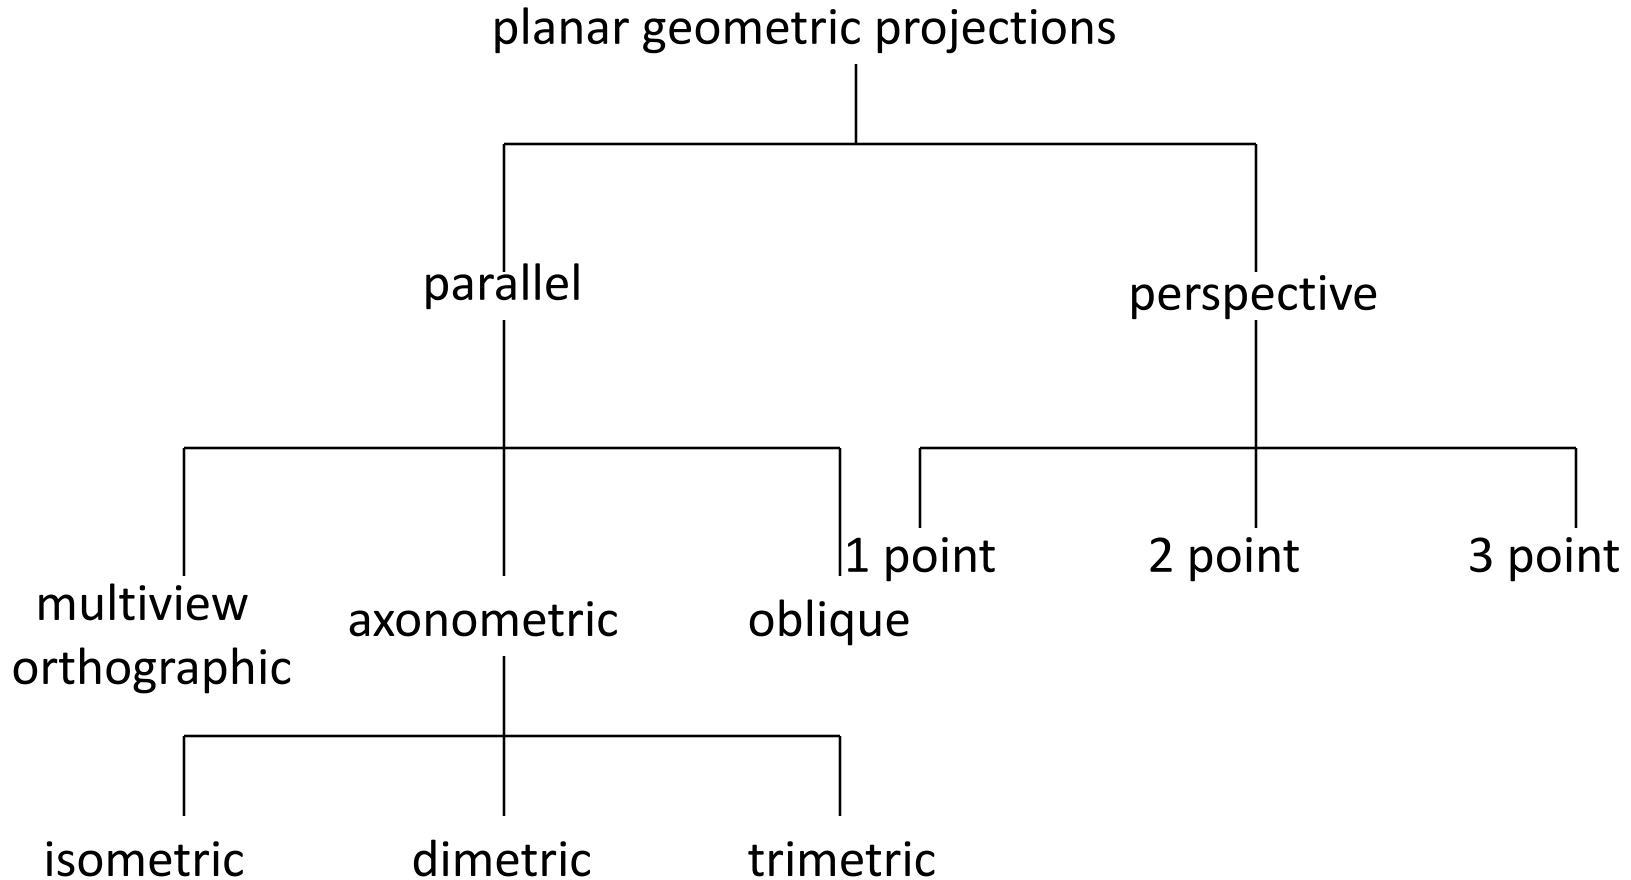 planar geometric projections
parallel
perspective
1 point
2 point
3 point
multiview
orthographic
axonometric
oblique
isometric
dimetric
trimetric